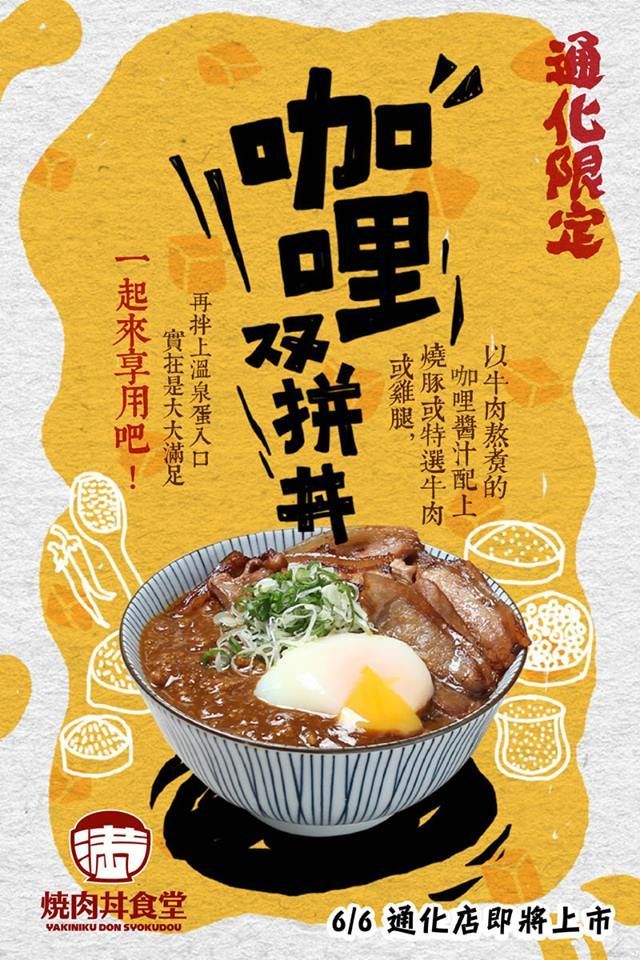 通化限定
咖哩
双拼丼
以牛肉熬煮的
咖哩醬汁配上
燒豚或特選牛肉
或雞腿，
再拌上溫泉蛋入口
實在是大大滿足
一起來享用吧！
満
燒肉丼食堂
YAKINIKU DON SYOKUDOU
6/6 通化店即將上市